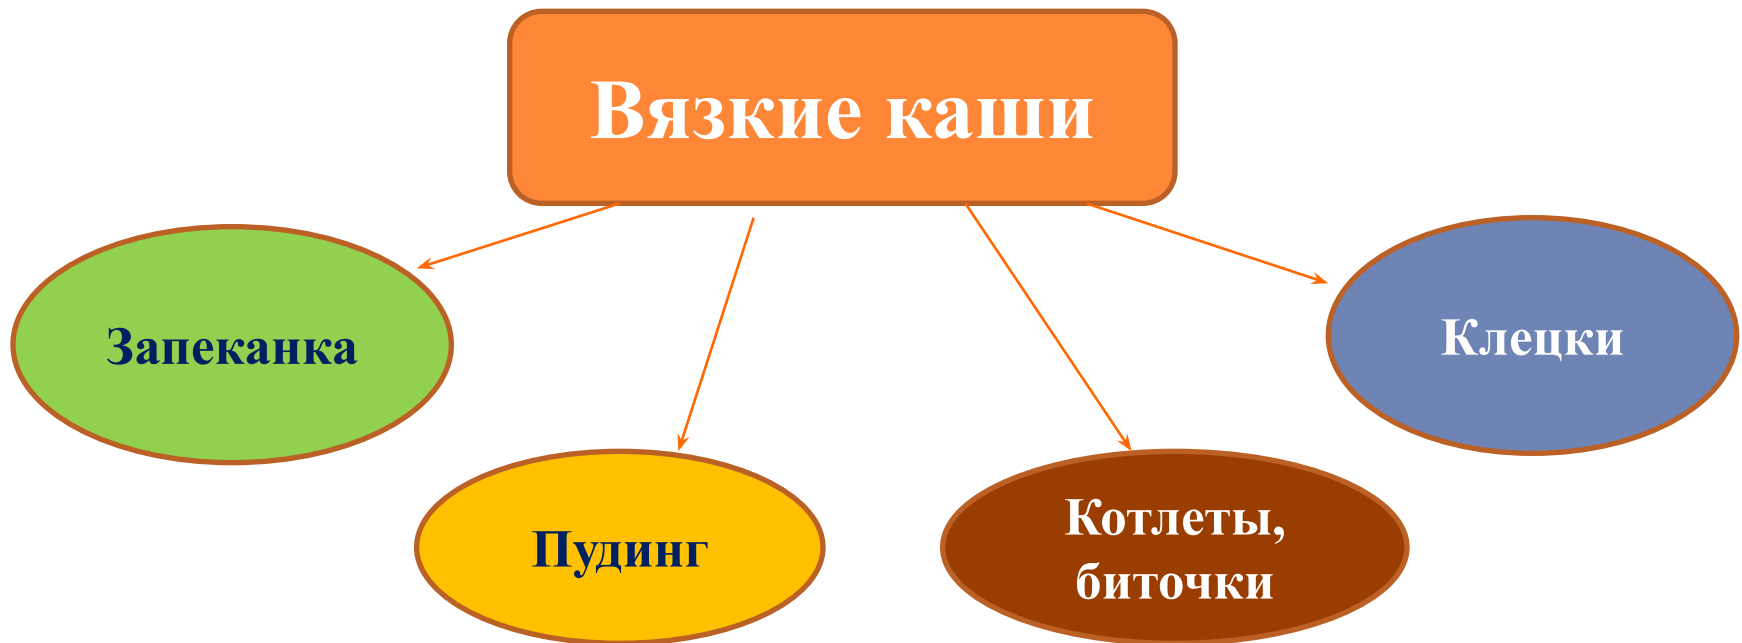 Вязкие каши
Запеканка
Клецки
Пудинг
Котлеты,
биточки